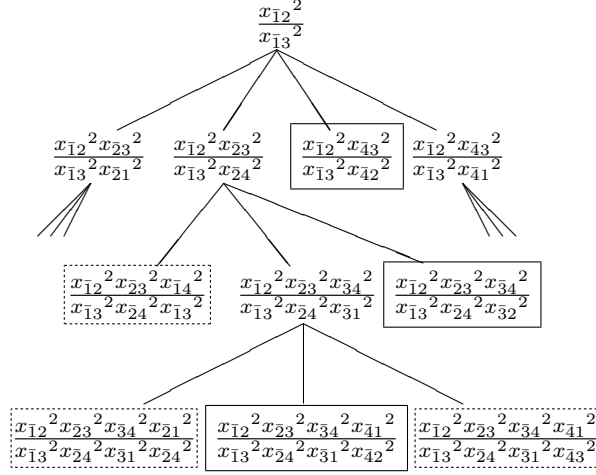 $\frac{x_{\bar{1}2}{}^2}{x_{\bar{1}3}{}^2}$
$\frac{x_{\bar{1}2}{}^2 x_{\bar{2}3}{}^2}{x_{\bar{1}3}{}^2 x_{\bar{2}1}{}^2}$
$\frac{x_{\bar{1}2}{}^2 x_{\bar{2}3}{}^2}{x_{\bar{1}3}{}^2 x_{\bar{2}4}{}^2}$
$\frac{x_{\bar{1}2}{}^2 x_{\bar{4}3}{}^2}{x_{\bar{1}3}{}^2 x_{\bar{4}2}{}^2}$
$\frac{x_{\bar{1}2}{}^2 x_{\bar{4}3}{}^2}{x_{\bar{1}3}{}^2 x_{\bar{4}1}{}^2}$
$\frac{x_{\bar{1}2}{}^2 x_{\bar{2}3}{}^2 x_{\bar{1}4}{}^2}{x_{\bar{1}3}{}^2 x_{\bar{2}4}{}^2 x_{\bar{1}3}{}^2}$
$\frac{x_{\bar{1}2}{}^2 x_{\bar{2}3}{}^2 x_{\bar{3}4}{}^2}{x_{\bar{1}3}{}^2 x_{\bar{2}4}{}^2 x_{\bar{3}1}{}^2}$
$\frac{x_{\bar{1}2}{}^2 x_{\bar{2}3}{}^2 x_{\bar{3}4}{}^2}{x_{\bar{1}3}{}^2 x_{\bar{2}4}{}^2 x_{\bar{3}2}{}^2}$
$\frac{x_{\bar{1}2}{}^2 x_{\bar{2}3}{}^2 x_{\bar{3}4}{}^2 x_{\bar{2}1}{}^2}{x_{\bar{1}3}{}^2 x_{\bar{2}4}{}^2 x_{\bar{3}1}{}^2 x_{\bar{2}4}{}^2}$
$\frac{x_{\bar{1}2}{}^2 x_{\bar{2}3}{}^2 x_{\bar{3}4}{}^2 x_{\bar{4}1}{}^2}{x_{\bar{1}3}{}^2 x_{\bar{2}4}{}^2 x_{\bar{3}1}{}^2 x_{\bar{4}2}{}^2}$
$\frac{x_{\bar{1}2}{}^2 x_{\bar{2}3}{}^2 x_{\bar{3}4}{}^2 x_{\bar{4}1}{}^2}{x_{\bar{1}3}{}^2 x_{\bar{2}4}{}^2 x_{\bar{3}1}{}^2 x_{\bar{4}3}{}^2}$